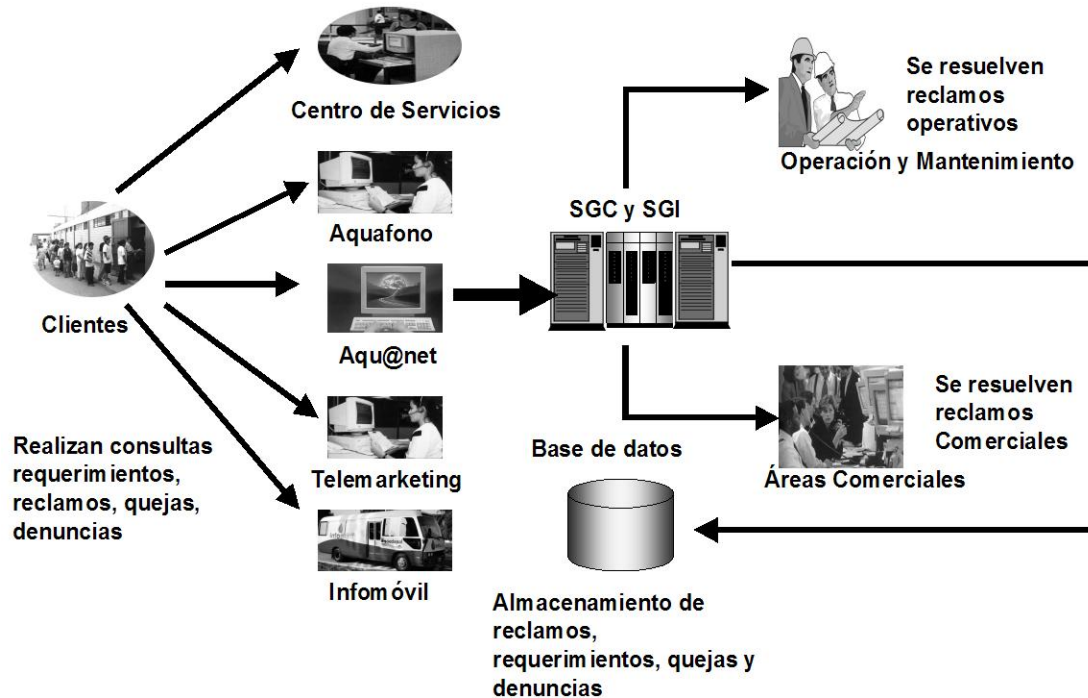 Centro de Servicios
Aquafono
Aqu@net
Clientes
Realizan consultas
requerimientos,
reclamos, quejas,
denuncias
Telemarketing
Infomóvil
SGC y SGI
Se resuelven
reclamos
operativos
Operación y Mantenimiento
Se resuelven
reclamos
Comerciales
Áreas Comerciales
Base de datos
Almacenamiento de
reclamos,
requerimientos, quejas y
denuncias